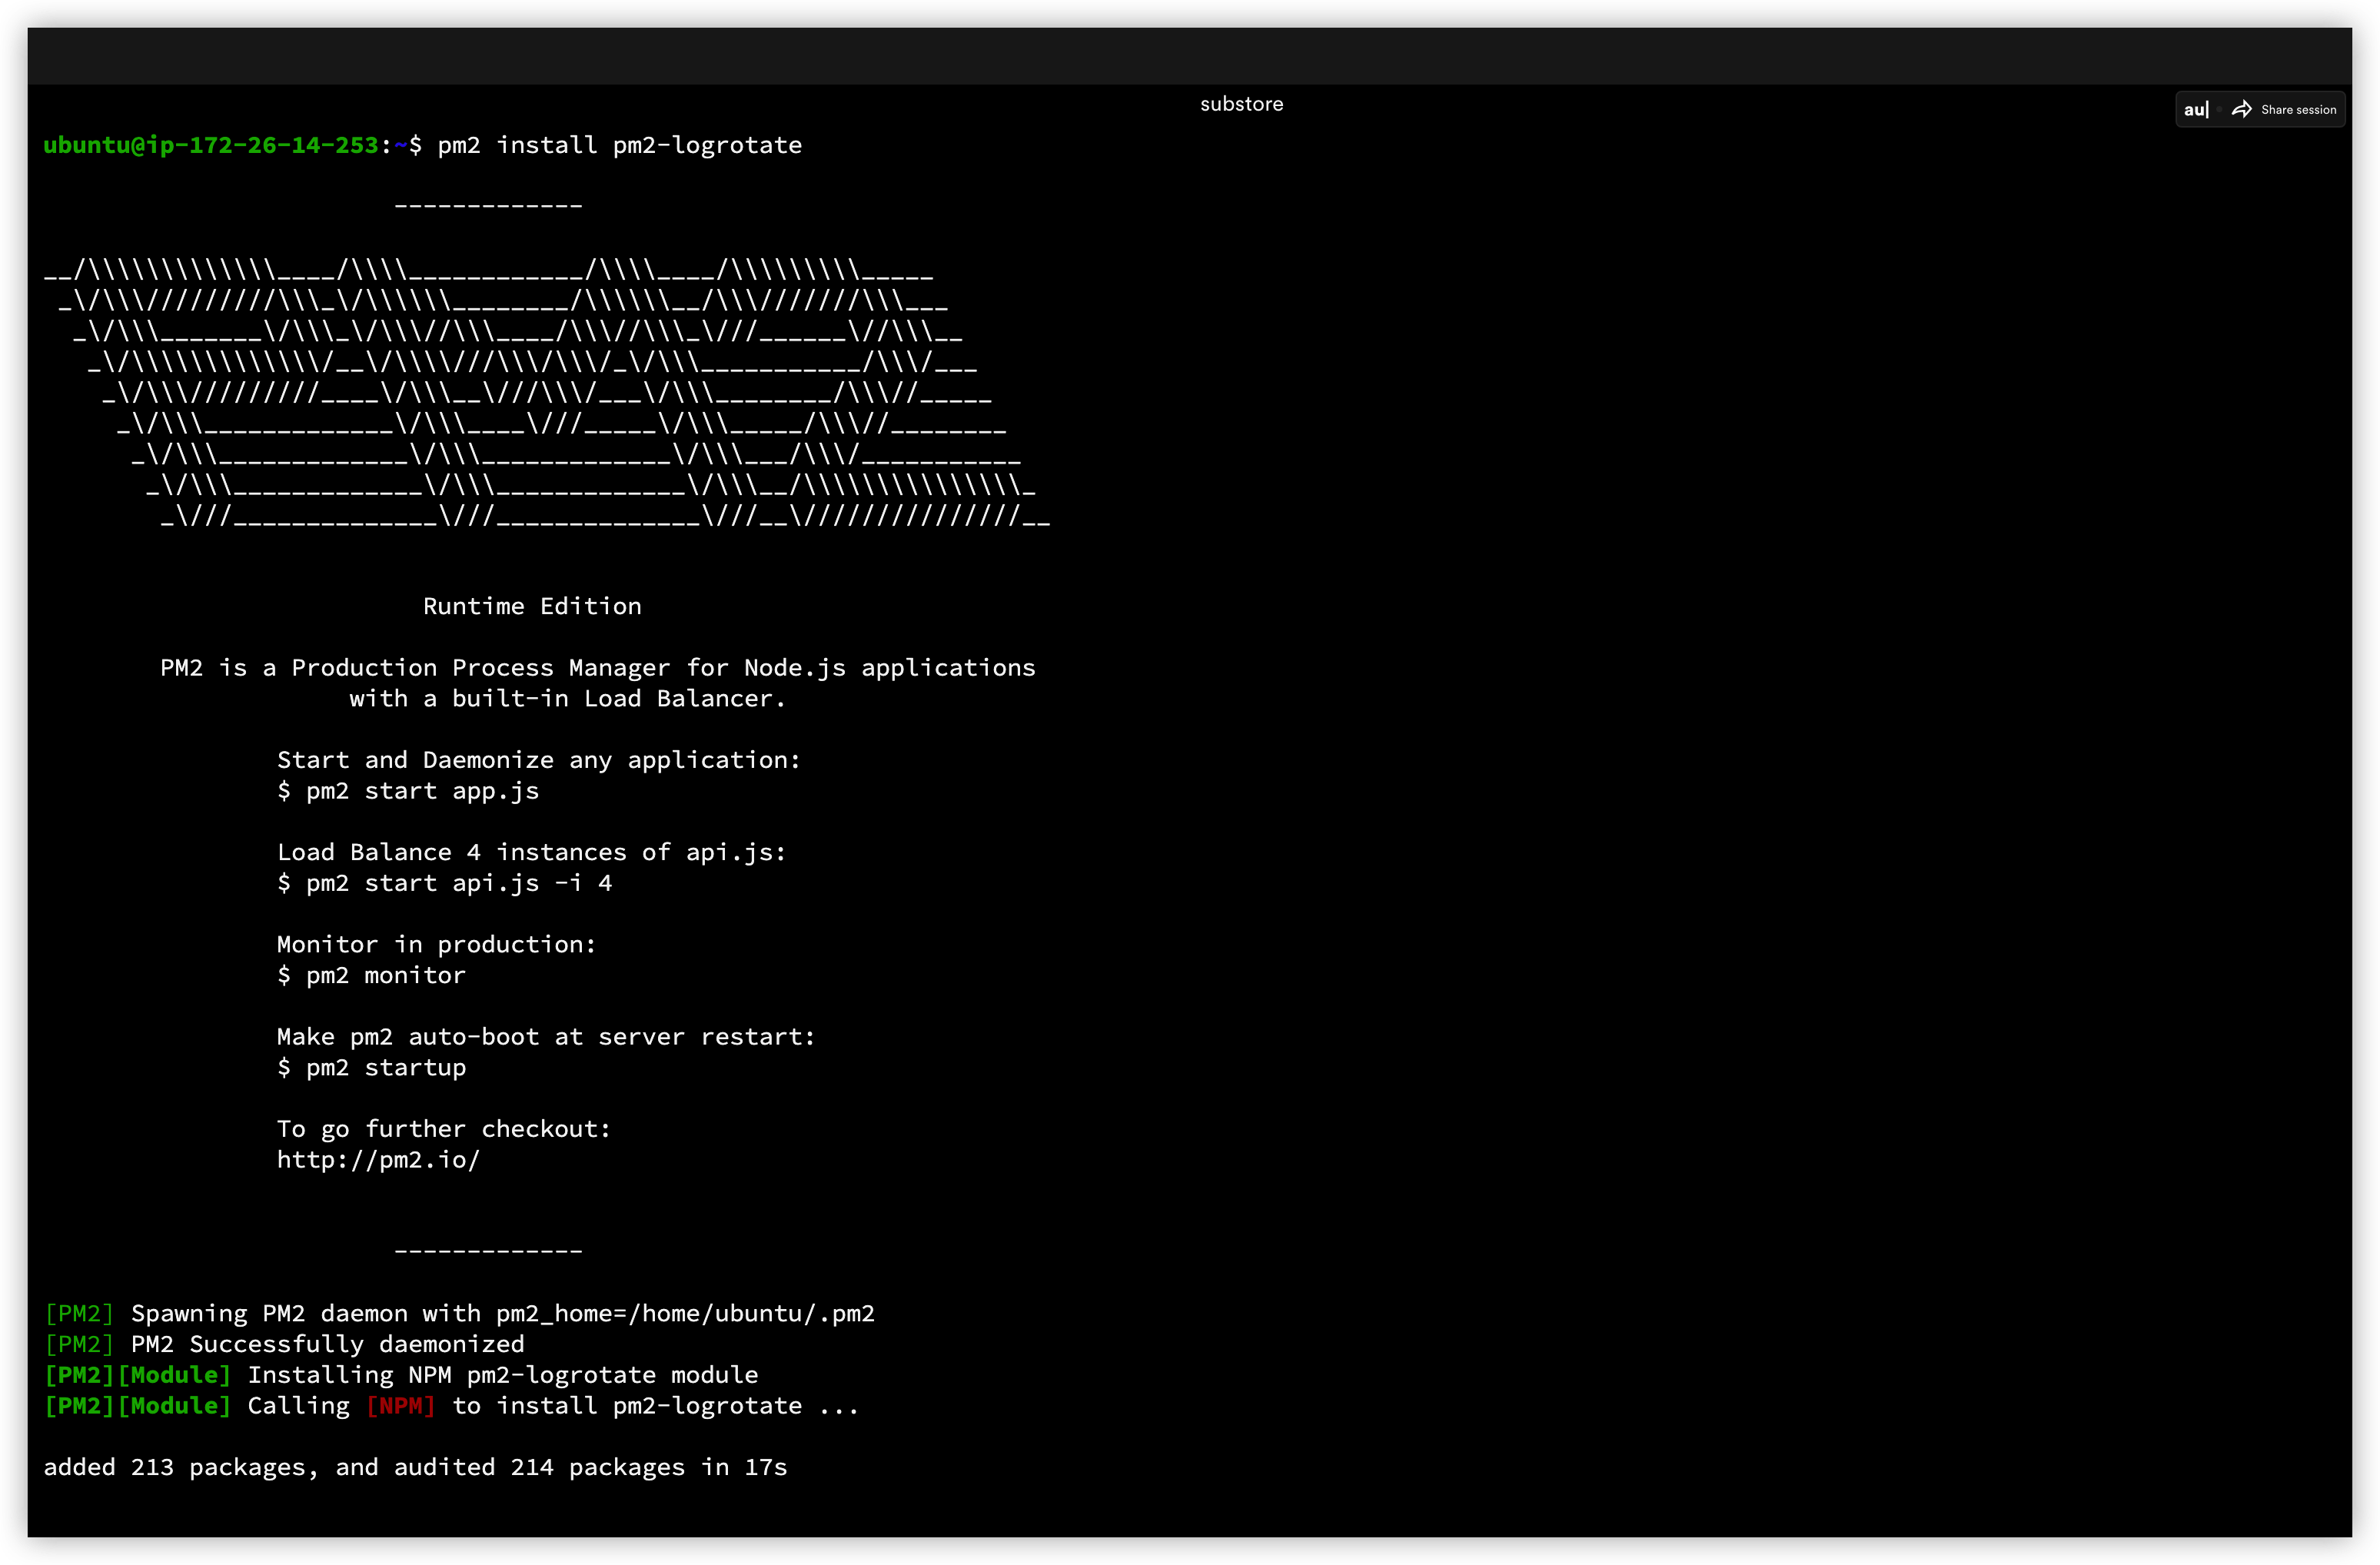 substore
au| Share session
ubuntu@ip-172-26-14-253:~$ pm2 install pm2-logrotate
-------------
__/\\\\\\\\\\\\\____/\\\\____________/\\\\____/\\\\\\\\\_____
_\/\\\/////////\\\_\/\\\\\\________/\\\\\\__/\\\///////\\\___
_\/\\\_______\/\\\_\/\\\//\\\____/\\\//\\\_\///______\//\\\__
_\/\\\\\\\\\\\\\/__\/\\\\///\\\/\\\/_\/\\\___________/\\\/___
_\/\\\/////////____\/\\\__\///\\\/___\/\\\________/\\\//_____
_\/\\\_____________\/\\\____\///_____\/\\\_____/\\\//________
_\/\\\_____________\/\\\_____________\/\\\___/\\\/___________
_\/\\\_____________\/\\\_____________\/\\\__/\\\\\\\\\\\\\\\_
_\///______________\///______________\///__\///////////////__
Runtime Edition
PM2 is a Production Process Manager for Node.js applications
with a built-in Load Balancer.
Start and Daemonize any application:
$ pm2 start app.js
Load Balance 4 instances of api.js:
$ pm2 start api.js -i 4
Monitor in production:
$ pm2 monitor
Make pm2 auto-boot at server restart:
$ pm2 startup
To go further checkout:
http://pm2.io/
-------------
[PM2] Spawning PM2 daemon with pm2_home=/home/ubuntu/.pm2
[PM2] PM2 Successfully daemonized
[PM2][Module] Installing NPM pm2-logrotate module
[PM2][Module] Calling [NPM] to install pm2-logrotate ...
added 213 packages, and audited 214 packages in 17s